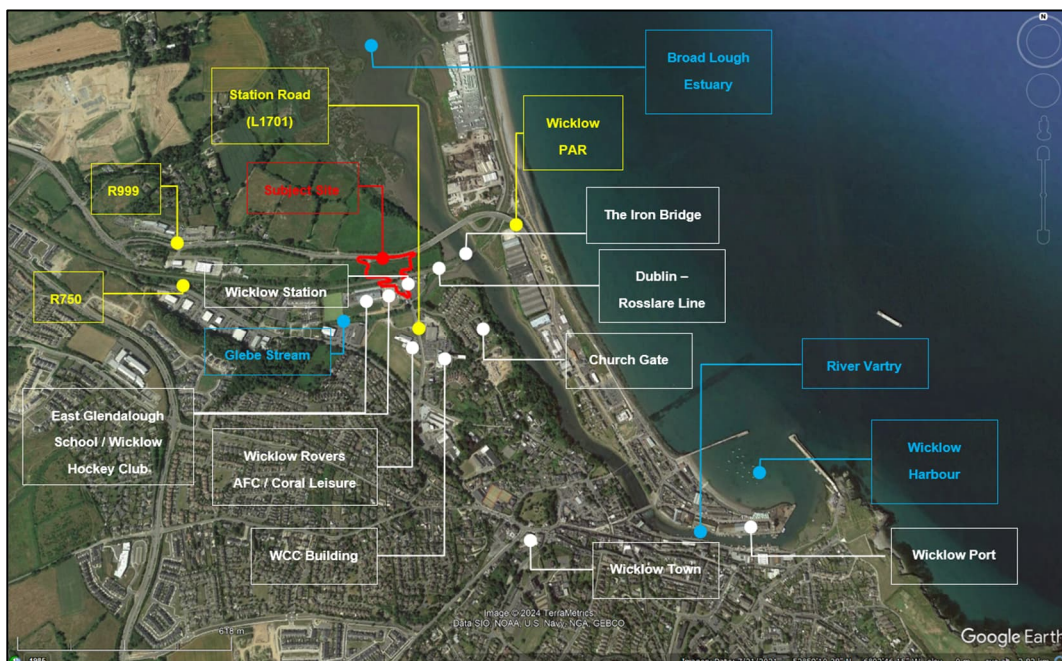 N
Broad Lough
Estuary
Station Road
(L1701)
Wicklow
PAR
R999
Subject Site
The Iron Bridge
Wicklow Station
Dublin –
Rosslare Line
R750
Glebe Stream
Church Gate
River Vartry
East Glendalough
School / Wicklow
Hockey Club
Wicklow Rovers
AFC / Coral Leisure
Wicklow
Harbour
WCC Building
Wicklow Town
Wicklow Port
Image © 2024 TerraMetrics
Data SIO, NOAA, U.S. Navy, NGA, GEBCO
618 m
Google Earth
1985